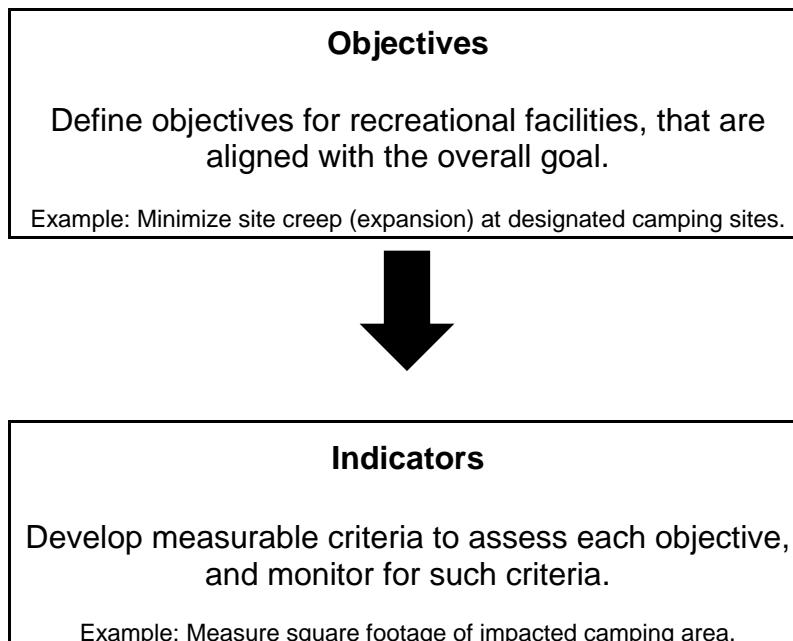 Objectives
Define objectives for recreational facilities, that are
aligned with the overall goal.
Example: Minimize site creep (expansion) at designated camping sites.
Indicators
Develop measurable criteria to assess each objective,
and monitor for such criteria.
Example: Measure square footage of impacted camping area.